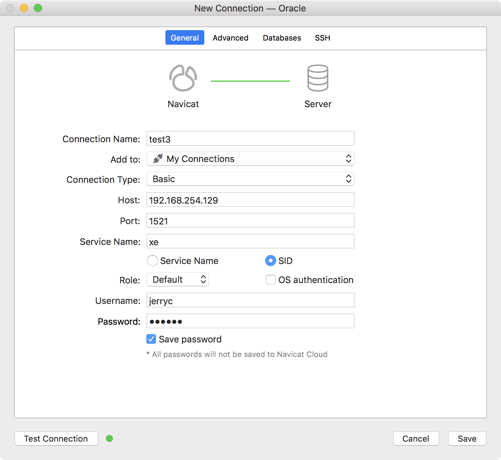 New Connection — Oracle
General Advanced Databases SSH
Navicat Server
Connection Name: test3
Add to: My Connections
Connection Type: Basic
Host: 192.168.254.129
Port: 1521
Service Name: xe
Service Name SID
Role: Default OS authentication
Username: jerryc
Password: ••••••
Save password
* All passwords will not be saved to Navicat Cloud
Test Connection Cancel Save